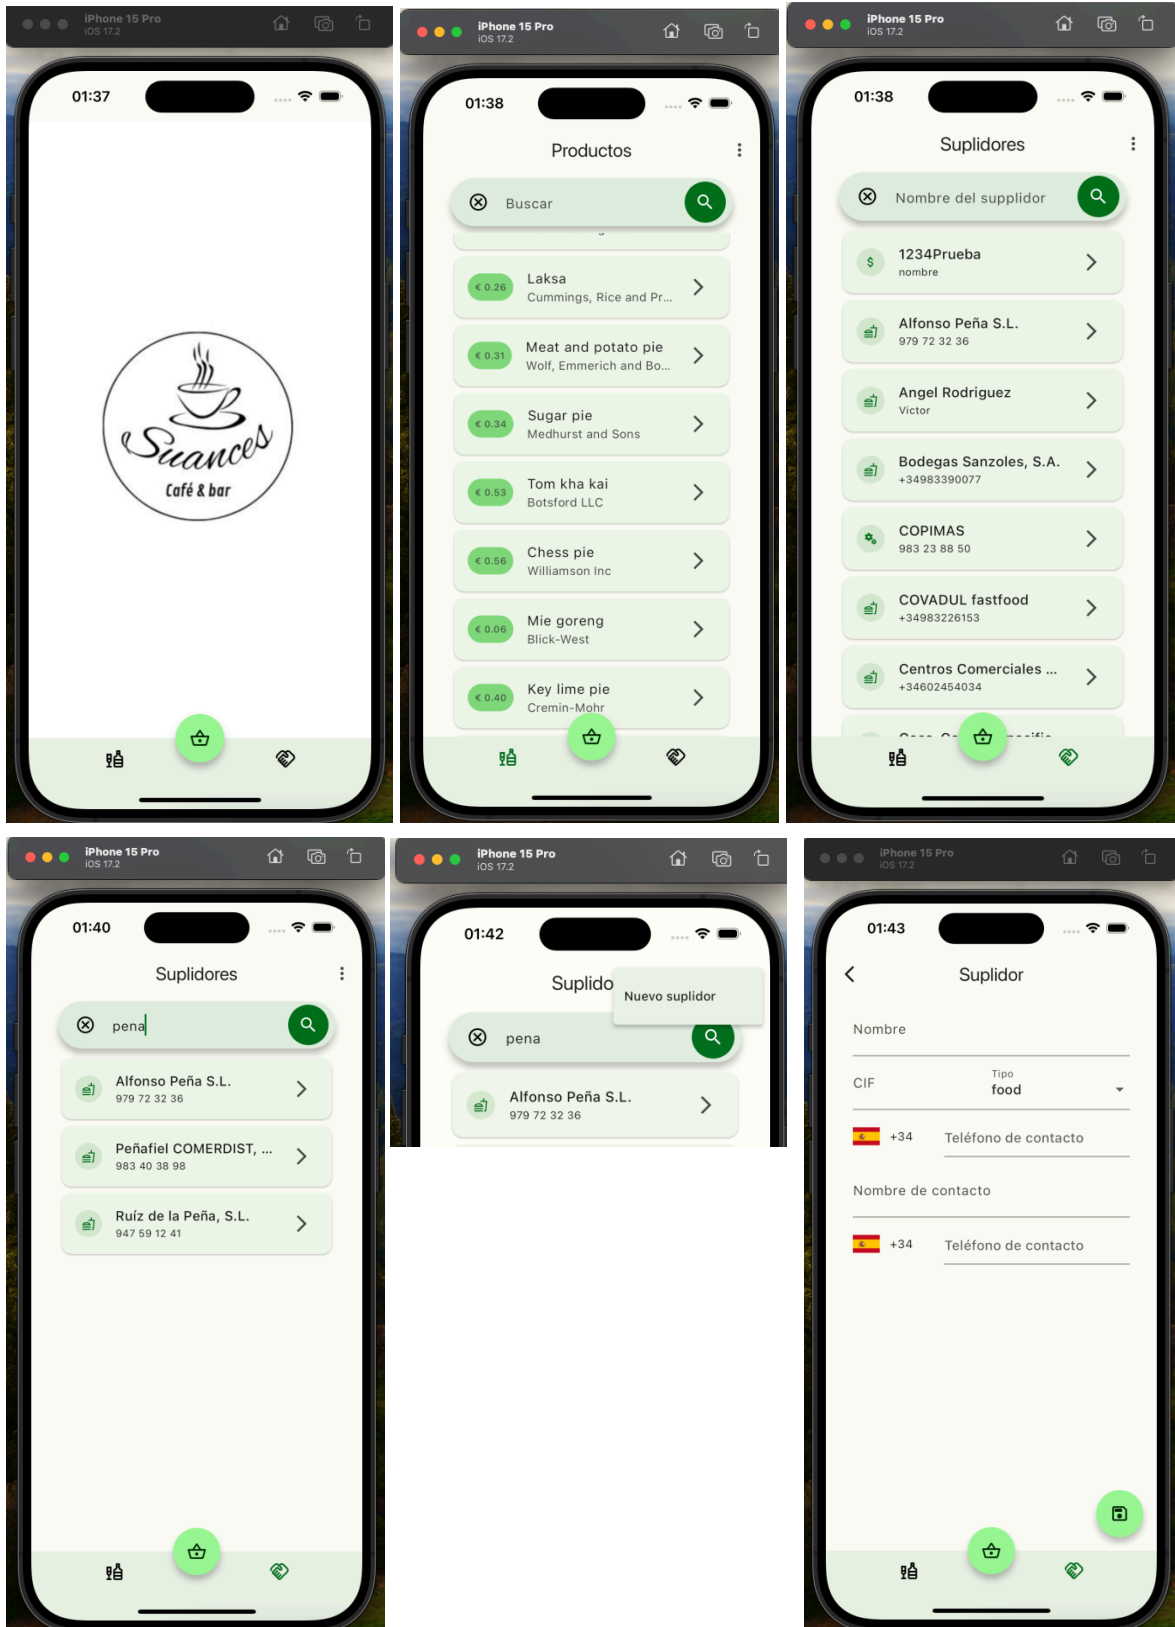 iPhone 15 Pro
iOS 17.2
01:37
Suances
Café & bar
iPhone 15 Pro
iOS 17.2
01:38
Productos
Buscar
€ 0.26
Laksa
Cummings, Rice and Pr...
€ 0.31
Meat and potato pie
Wolf, Emmerich and Bo...
€ 0.34
Sugar pie
Medhurst and Sons
€ 0.53
Tom kha kai
Botsford LLC
€ 0.56
Chess pie
Williamson Inc
€ 0.06
Mie goreng
Blick-West
€ 0.40
Key lime pie
Cremin-Mohr
iPhone 15 Pro
iOS 17.2
01:38
Suplidores
Nombre del supplidor
1234Prueba
nombre
Alfonso Peña S.L.
979 72 32 36
Angel Rodriguez
Victor
Bodegas Sanzoles, S.A.
+34983390077
COPIMAS
983 23 88 50
COVADUL fastfood
+34983226153
Centros Comerciales ...
+34602454034
iPhone 15 Pro
iOS 17.2
01:40
Suplidores
pena
Alfonso Peña S.L.
979 72 32 36
Peñafiel COMERDIST, ...
983 40 38 98
Ruíz de la Peña, S.L.
947 59 12 41
iPhone 15 Pro
iOS 17.2
01:42
Suplido
Nuevo suplidor
pena
Alfonso Peña S.L.
979 72 32 36
iPhone 15 Pro
iOS 17.2
01:43
Suplidor
Nombre
CIF
Tipo
food
+34
Teléfono de contacto
Nombre de contacto
+34
Teléfono de contacto